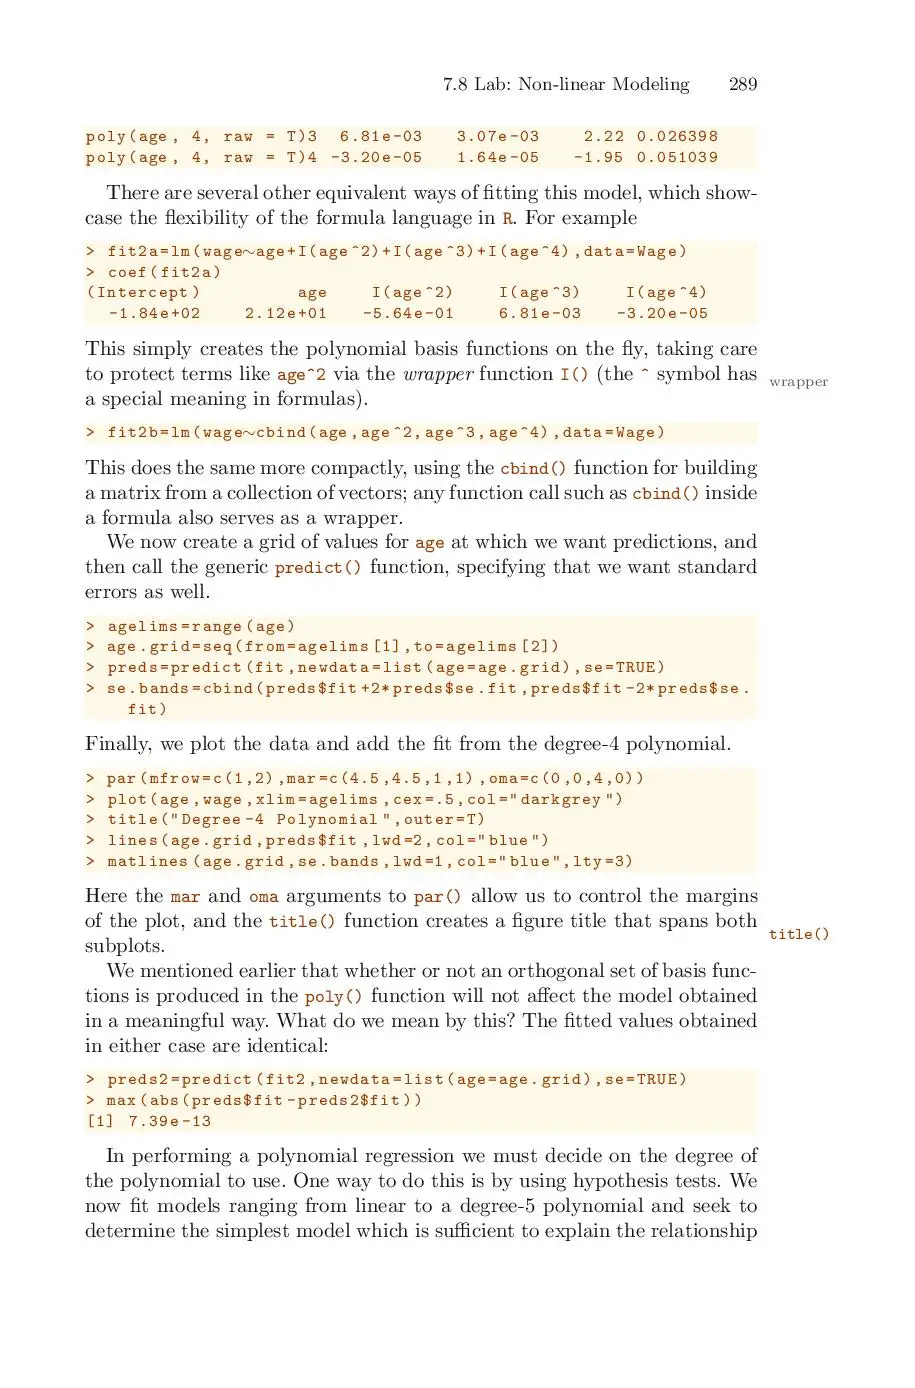 7.8 Lab: Non-linear Modeling 289
poly(age, 4, raw = T)3 6.81e-03 3.07e-03 2.22 0.026398
poly(age, 4, raw = T)4 -3.20e-05 1.64e-05 -1.95 0.051039
There are several other equivalent ways of fitting this model, which show-
case the flexibility of the formula language in R. For example
> fit2a=lm(wage∼age+I(age^2)+I(age^3)+I(age^4),data=Wage)
> coef(fit2a)
(Intercept) age I(age^2) I(age^3) I(age^4)
-1.84e+02 2.12e+01 -5.64e-01 6.81e-03 -3.20e-05
This simply creates the polynomial basis functions on the fly, taking care
to protect terms like age^2 via the wrapper function I() (the ^ symbol has
wrapper
a special meaning in formulas).
> fit2b=lm(wage∼cbind(age,age^2,age^3,age^4),data=Wage)
This does the same more compactly, using the cbind() function for building
a matrix from a collection of vectors; any function call such as cbind() inside
a formula also serves as a wrapper.
We now create a grid of values for age at which we want predictions, and
then call the generic predict() function, specifying that we want standard
errors as well.
> agelims=range(age)
> age.grid=seq(from=agelims[1],to=agelims[2])
> preds=predict(fit,newdata=list(age=age.grid),se=TRUE)
> se.bands=cbind(preds$fit+2*preds$se.fit,preds$fit-2*preds$se.
fit)
Finally, we plot the data and add the fit from the degree-4 polynomial.
> par(mfrow=c(1,2),mar=c(4.5,4.5,1,1),oma=c(0,0,4,0))
> plot(age,wage,xlim=agelims,cex=.5,col="darkgrey")
> title("Degree-4 Polynomial",outer=T)
> lines(age.grid,preds$fit,lwd=2,col="blue")
> matlines(age.grid,se.bands,lwd=1,col="blue",lty=3)
Here the mar and oma arguments to par() allow us to control the margins
of the plot, and the title() function creates a figure title that spans both
title()
subplots.
We mentioned earlier that whether or not an orthogonal set of basis func-
tions is produced in the poly() function will not affect the model obtained
in a meaningful way. What do we mean by this? The fitted values obtained
in either case are identical:
> preds2=predict(fit2,newdata=list(age=age.grid),se=TRUE)
> max(abs(preds$fit-preds2$fit))
[1] 7.39e-13
In performing a polynomial regression we must decide on the degree of
the polynomial to use. One way to do this is by using hypothesis tests. We
now fit models ranging from linear to a degree-5 polynomial and seek to
determine the simplest model which is sufficient to explain the relationship